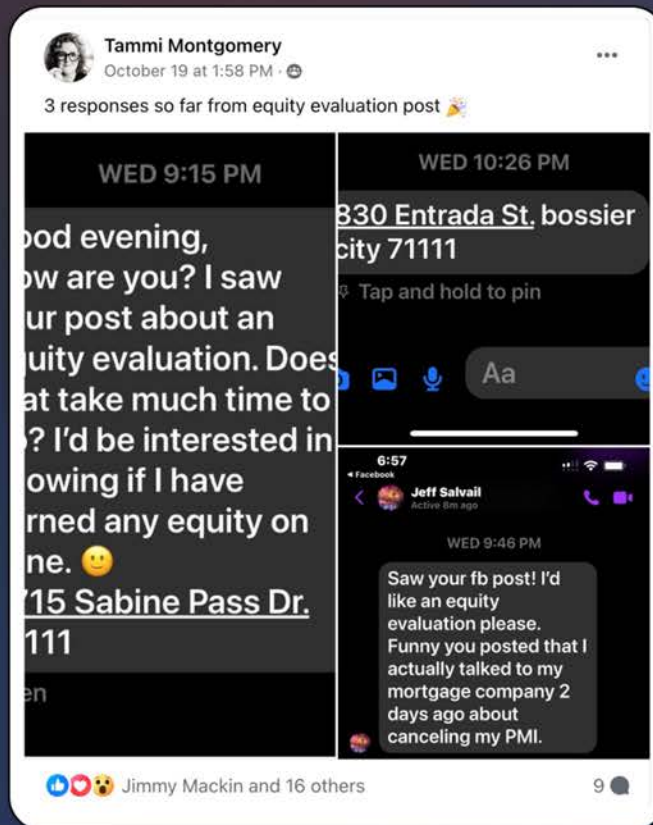 Tammi Montgomery
October 19 at 1:58 PM ·
3 responses so far from equity evaluation post 🎉
WED 9:15 PM
ood evening,
ow are you? I saw
ur post about an
uity evaluation. Does
at take much time to
? I'd be interested in
owing if I have
rned any equity on
ne. 🙂
715 Sabine Pass Dr.
111
en
WED 10:26 PM
830 Entrada St. bossier
city 71111
Tap and hold to pin
Aa
6:57
Facebook
Jeff Salvail
Active 8m ago
WED 9:46 PM
Saw your fb post! I'd
like an equity
evaluation please.
Funny you posted that I
actually talked to my
mortgage company 2
days ago about
canceling my PMI.
Jimmy Mackin and 16 others
9